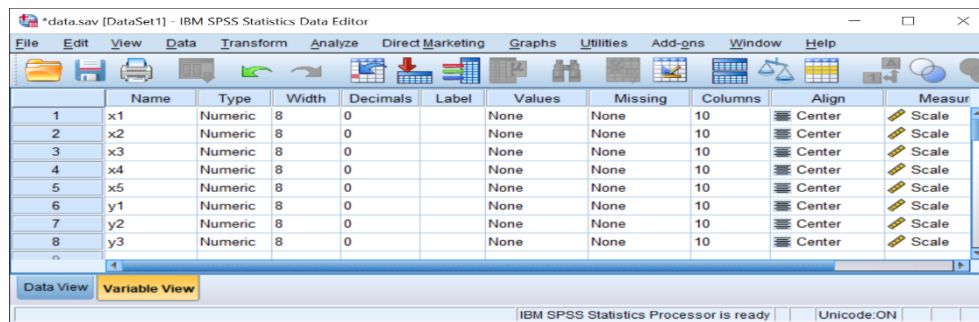 *data.sav [DataSet1] - IBM SPSS Statistics Data Editor
File Edit View Data Transform Analyze Direct Marketing Graphs Utilities Add-ons Window Help
Name Type Width Decimals Label Values Missing Columns Align Measur
1 x1 Numeric 8 0 None None 10 Center Scale
2 x2 Numeric 8 0 None None 10 Center Scale
3 x3 Numeric 8 0 None None 10 Center Scale
4 x4 Numeric 8 0 None None 10 Center Scale
5 x5 Numeric 8 0 None None 10 Center Scale
6 y1 Numeric 8 0 None None 10 Center Scale
7 y2 Numeric 8 0 None None 10 Center Scale
8 y3 Numeric 8 0 None None 10 Center Scale
Data View Variable View
IBM SPSS Statistics Processor is ready Unicode:ON